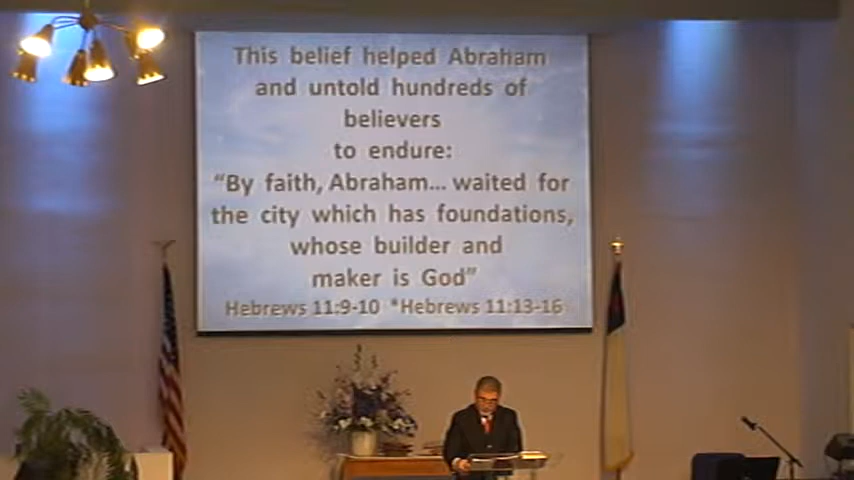 This belief helped Abraham
and untold hundreds of
believers
to endure:
“By faith, Abraham... waited for
the city which has foundations,
whose builder and
maker is God”
Hebrews 11:9-10 *Hebrews 11:13-16